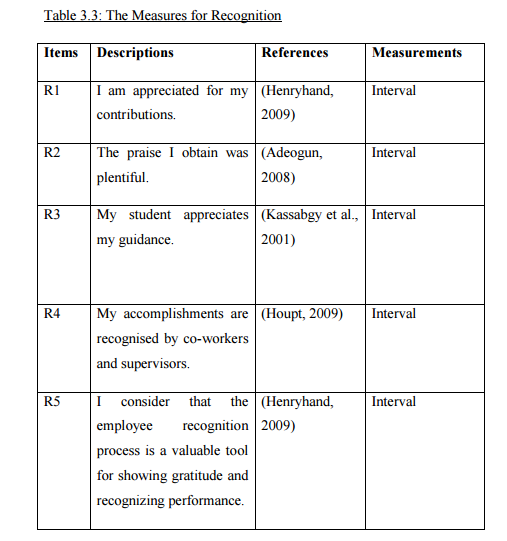 Table 3.3: The Measures for Recognition
Items Descriptions References Measurements
R1 I am appreciated for my (Henryhand, Interval
contributions. 2009)
R2 The praise I obtain was (Adeogun, Interval
plentiful. 2008)
R3 My student appreciates (Kassabgy et al., Interval
my guidance. 2001)
R4 My accomplishments are (Houpt, 2009) Interval
recognised by co-workers
and supervisors.
R5 I consider that the (Henryhand, Interval
employee recognition 2009)
process is a valuable tool
for showing gratitude and
recognizing performance.